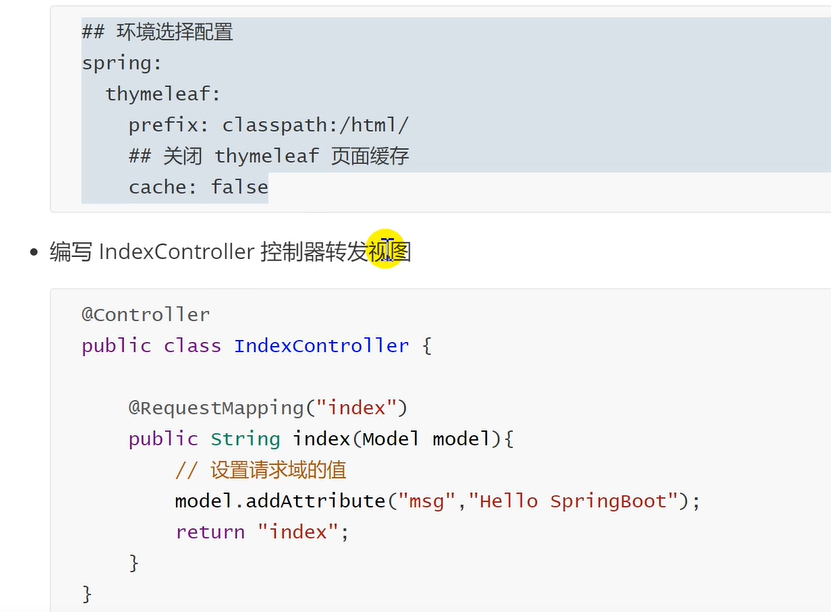 ## 环境选择配置
spring:
  thymeleaf:
    prefix: classpath:/html/
    ## 关闭 thymeleaf 页面缓存
    cache: false
• 编写 IndexController 控制器转发视图
@Controller
public class IndexController {
    @RequestMapping("index")
    public String index(Model model){
        // 设置请求域的值
        model.addAttribute("msg","Hello SpringBoot");
        return "index";
    }
}